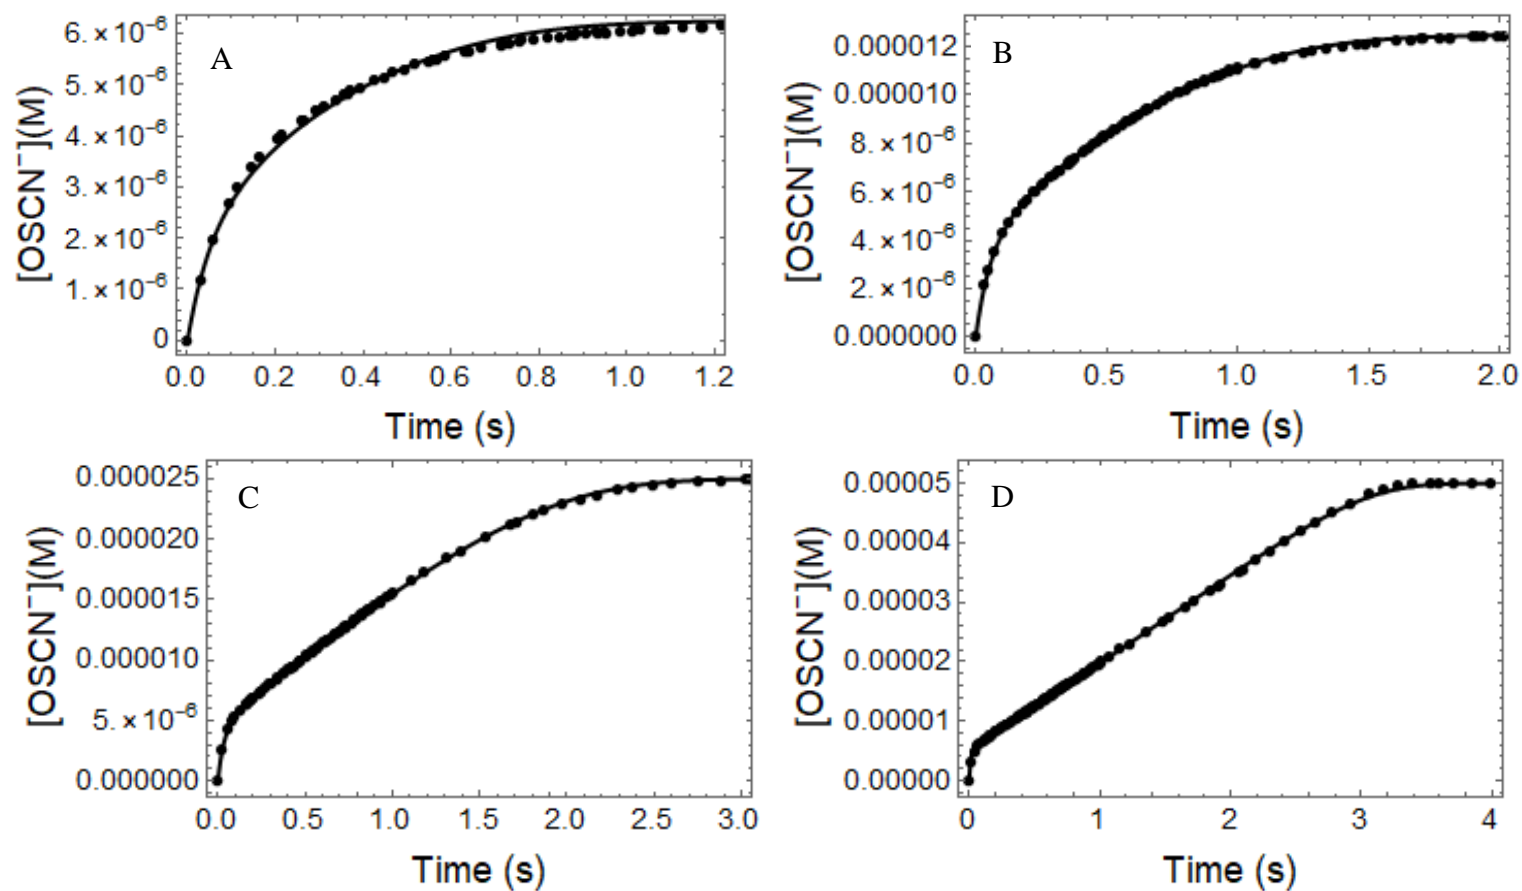 A
[OSCN⁻](M)
6.×10⁻⁶
5.×10⁻⁶
4.×10⁻⁶
3.×10⁻⁶
2.×10⁻⁶
1.×10⁻⁶
0
0.0 0.2 0.4 0.6 0.8 1.0 1.2
Time (s)
B
[OSCN⁻](M)
0.000012
0.000010
8.×10⁻⁶
6.×10⁻⁶
4.×10⁻⁶
2.×10⁻⁶
0.000000
0.0 0.5 1.0 1.5 2.0
Time (s)
C
[OSCN⁻](M)
0.000025
0.000020
0.000015
0.000010
5.×10⁻⁶
0.000000
0.0 0.5 1.0 1.5 2.0 2.5 3.0
Time (s)
D
[OSCN⁻](M)
0.00005
0.00004
0.00003
0.00002
0.00001
0.00000
0 1 2 3 4
Time (s)